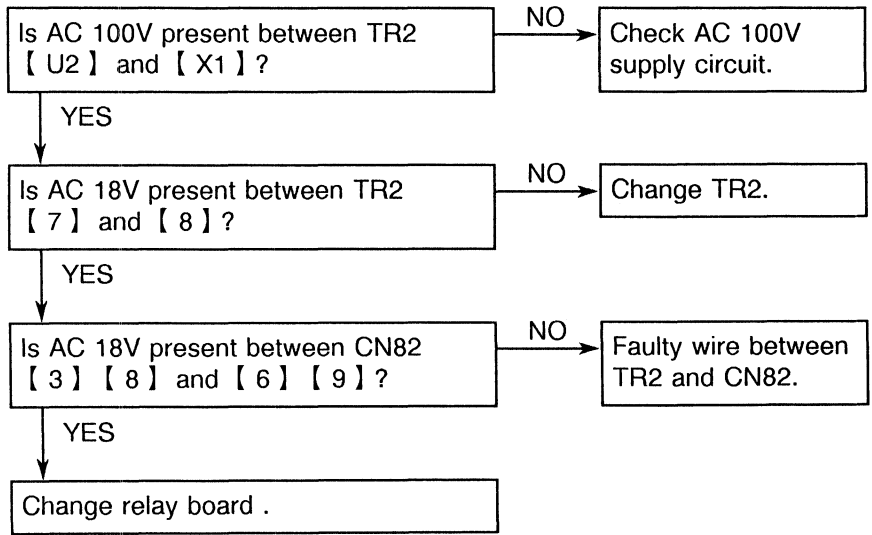 Is AC 100V present between TR2
【 U2 】 and 【 X1 】?
NO
Check AC 100V
supply circuit.
YES
Is AC 18V present between TR2
【 7 】 and 【 8 】?
NO
Change TR2.
YES
Is AC 18V present between CN82
【 3 】【 8 】 and 【 6 】【 9 】?
NO
Faulty wire between
TR2 and CN82.
YES
Change relay board .